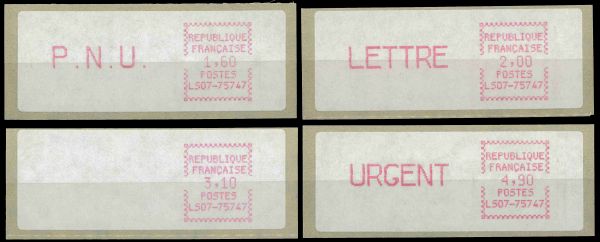 P.N.U.
REPUBLIQUE
FRANÇAISE
1,60
POSTES
LS07-75747
LETTRE
REPUBLIQUE
FRANÇAISE
2,00
POSTES
LS07-75747
REPUBLIQUE
FRANÇAISE
3,10
POSTES
LS07-75747
URGENT
REPUBLIQUE
FRANÇAISE
4,90
POSTES
LS07-75747